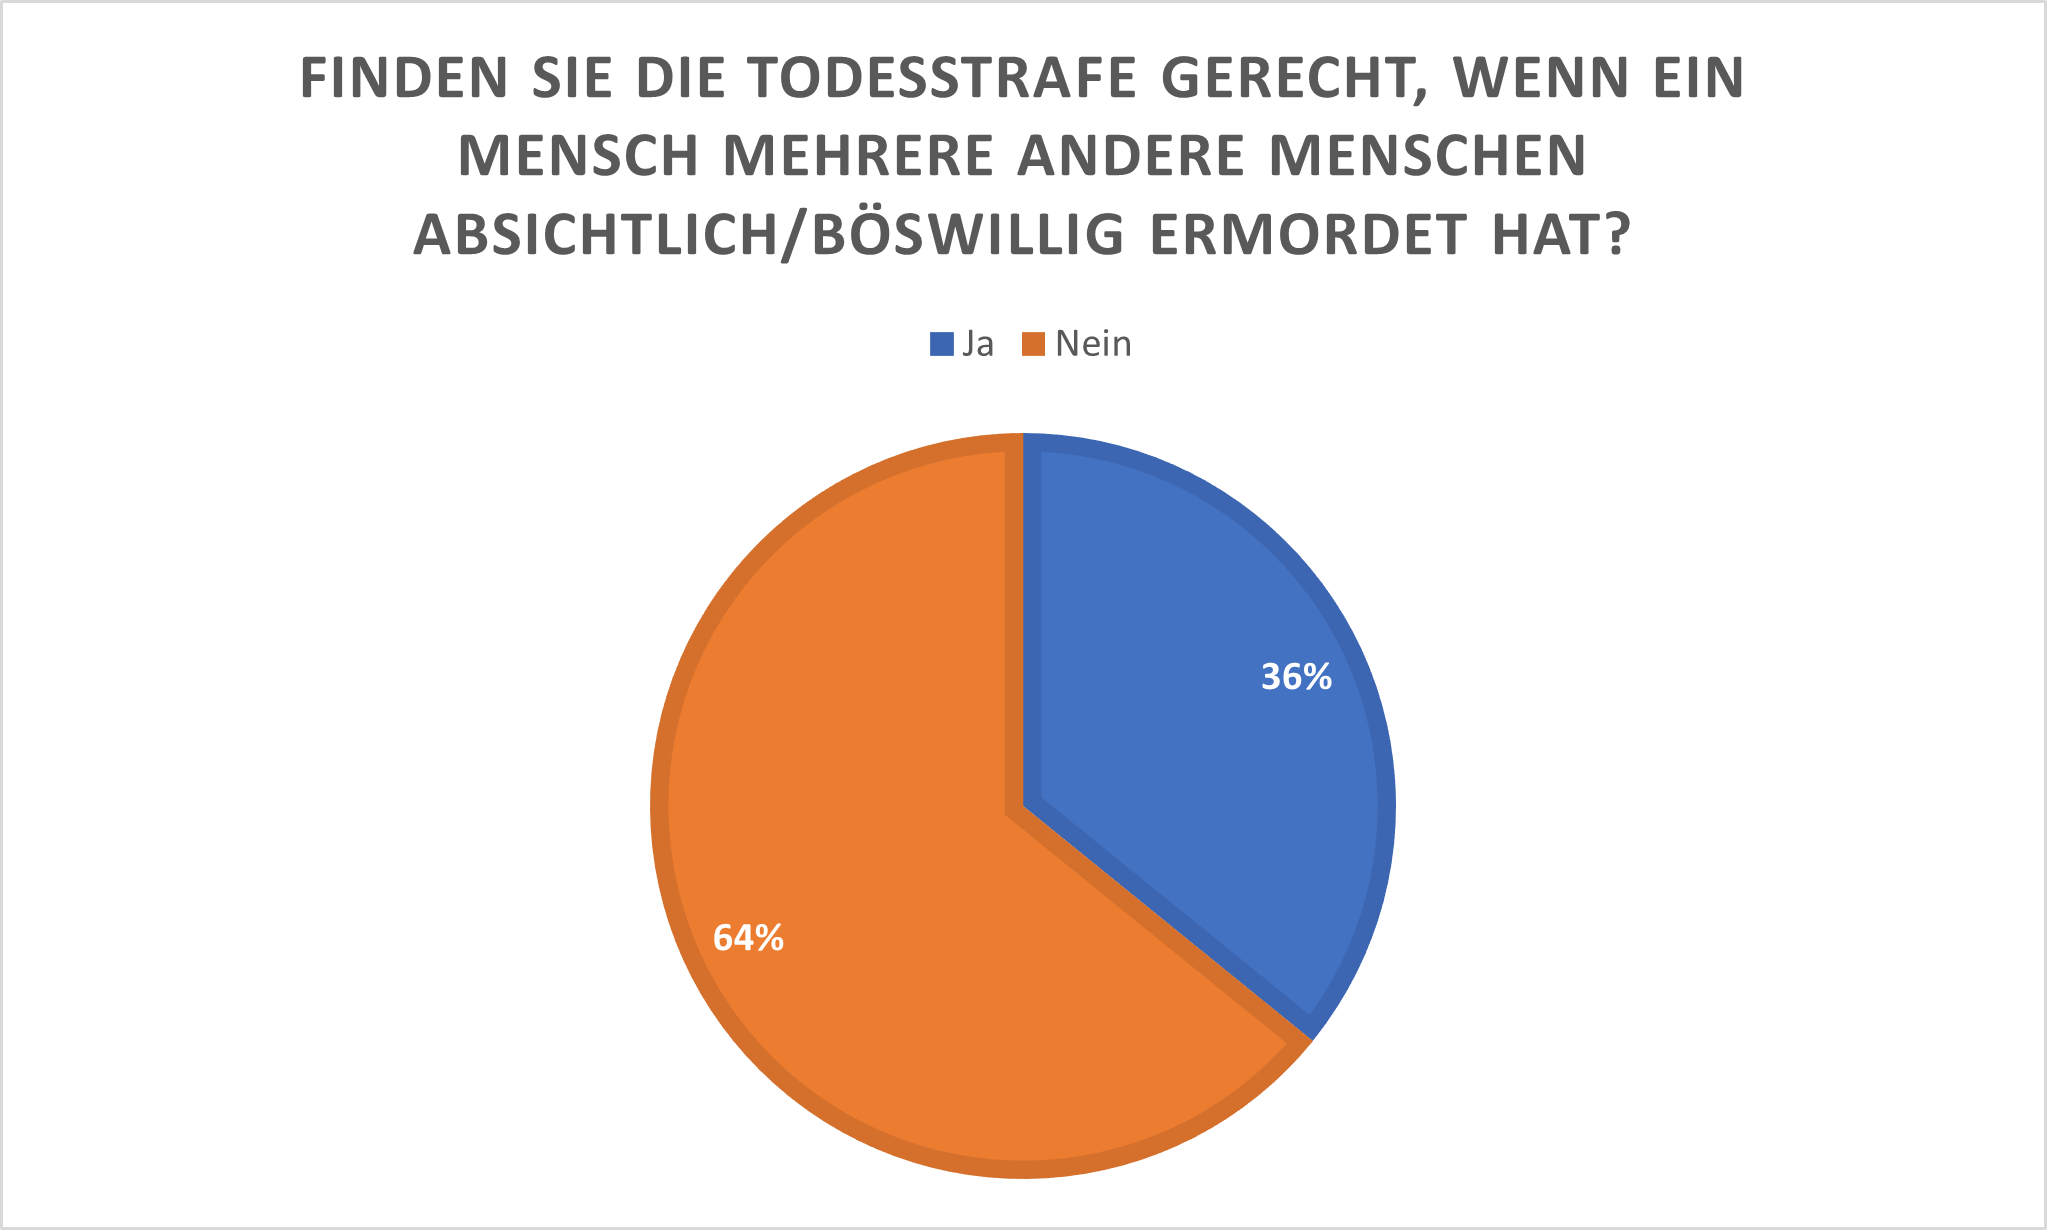 FINDEN SIE DIE TODESSTRAFE GERECHT, WENN EIN
MENSCH MEHRERE ANDERE MENSCHEN
ABSICHTLICH/BÖSWILLIG ERMORDET HAT?
Ja Nein
36%
64%